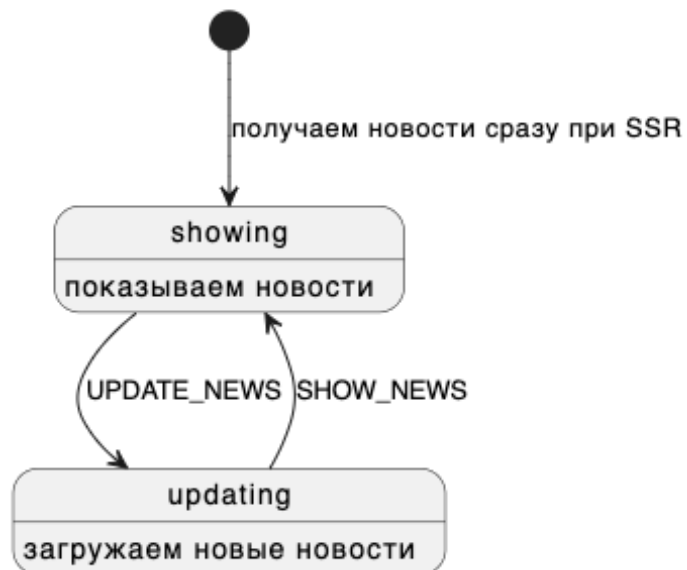 получаем новости сразу при SSR
showing
показываем новости
UPDATE_NEWS
SHOW_NEWS
updating
загружаем новые новости